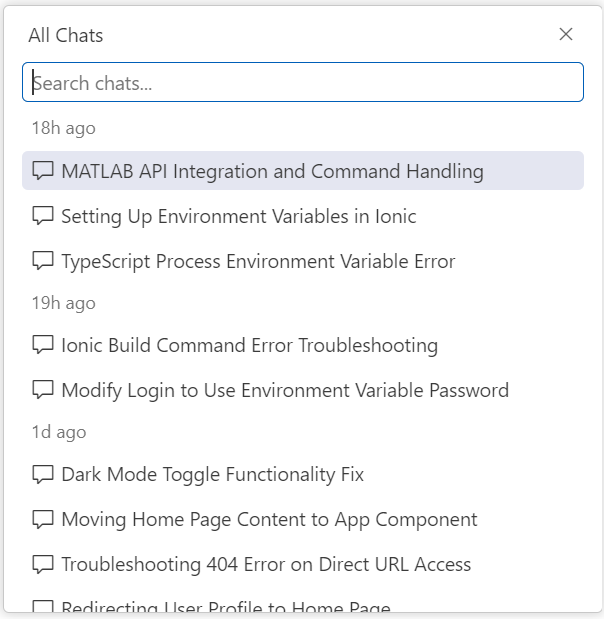 All Chats
Search chats...
18h ago
MATLAB API Integration and Command Handling
Setting Up Environment Variables in Ionic
TypeScript Process Environment Variable Error
19h ago
Ionic Build Command Error Troubleshooting
Modify Login to Use Environment Variable Password
1d ago
Dark Mode Toggle Functionality Fix
Moving Home Page Content to App Component
Troubleshooting 404 Error on Direct URL Access
Redirecting User Profile to Home Page